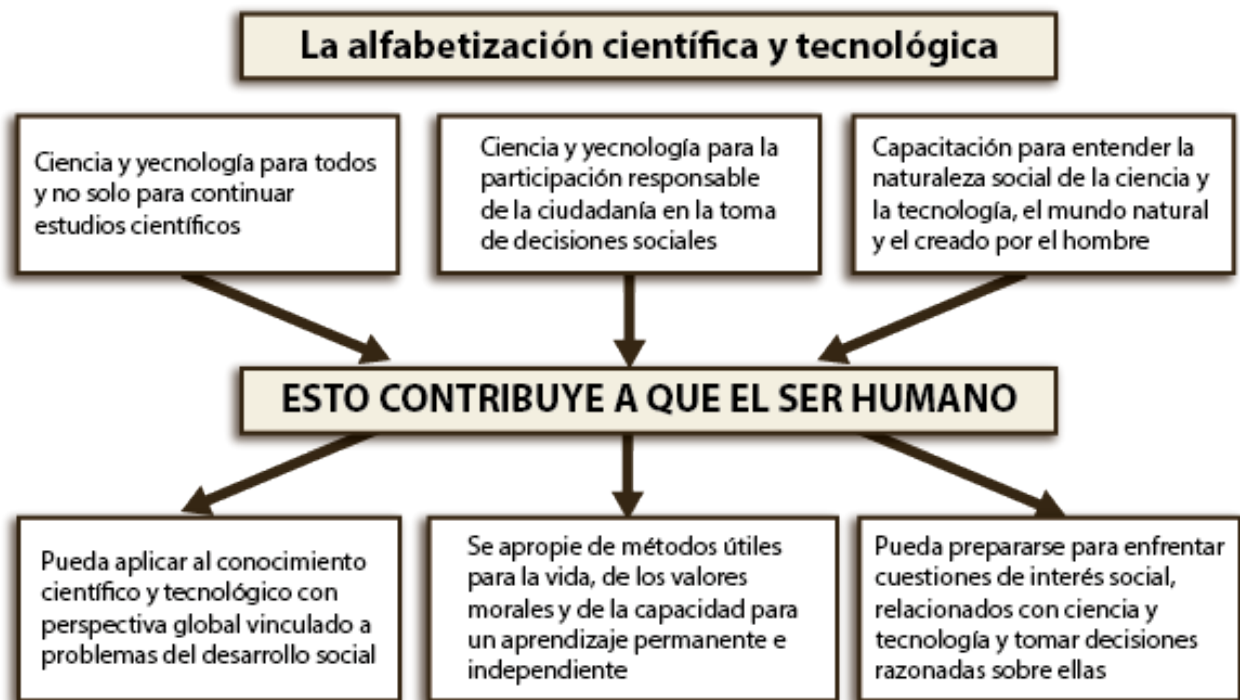 La alfabetización científica y tecnológica
Ciencia y yecnología para todos
y no solo para continuar
estudios científicos
Ciencia y yecnología para la
participación responsable
de la ciudadanía en la toma
de decisiones sociales
Capacitación para entender la
naturaleza social de la ciencia y
la tecnología, el mundo natural
y el creado por el hombre
ESTO CONTRIBUYE A QUE EL SER HUMANO
Pueda aplicar al conocimiento
científico y tecnológico con
perspectiva global vinculado a
problemas del desarrollo social
Se apropie de métodos útiles
para la vida, de los valores
morales y de la capacidad para
un aprendizaje permanente e
independiente
Pueda prepararse para enfrentar
cuestiones de interés social,
relacionados con ciencia y
tecnología y tomar decisiones
razonadas sobre ellas